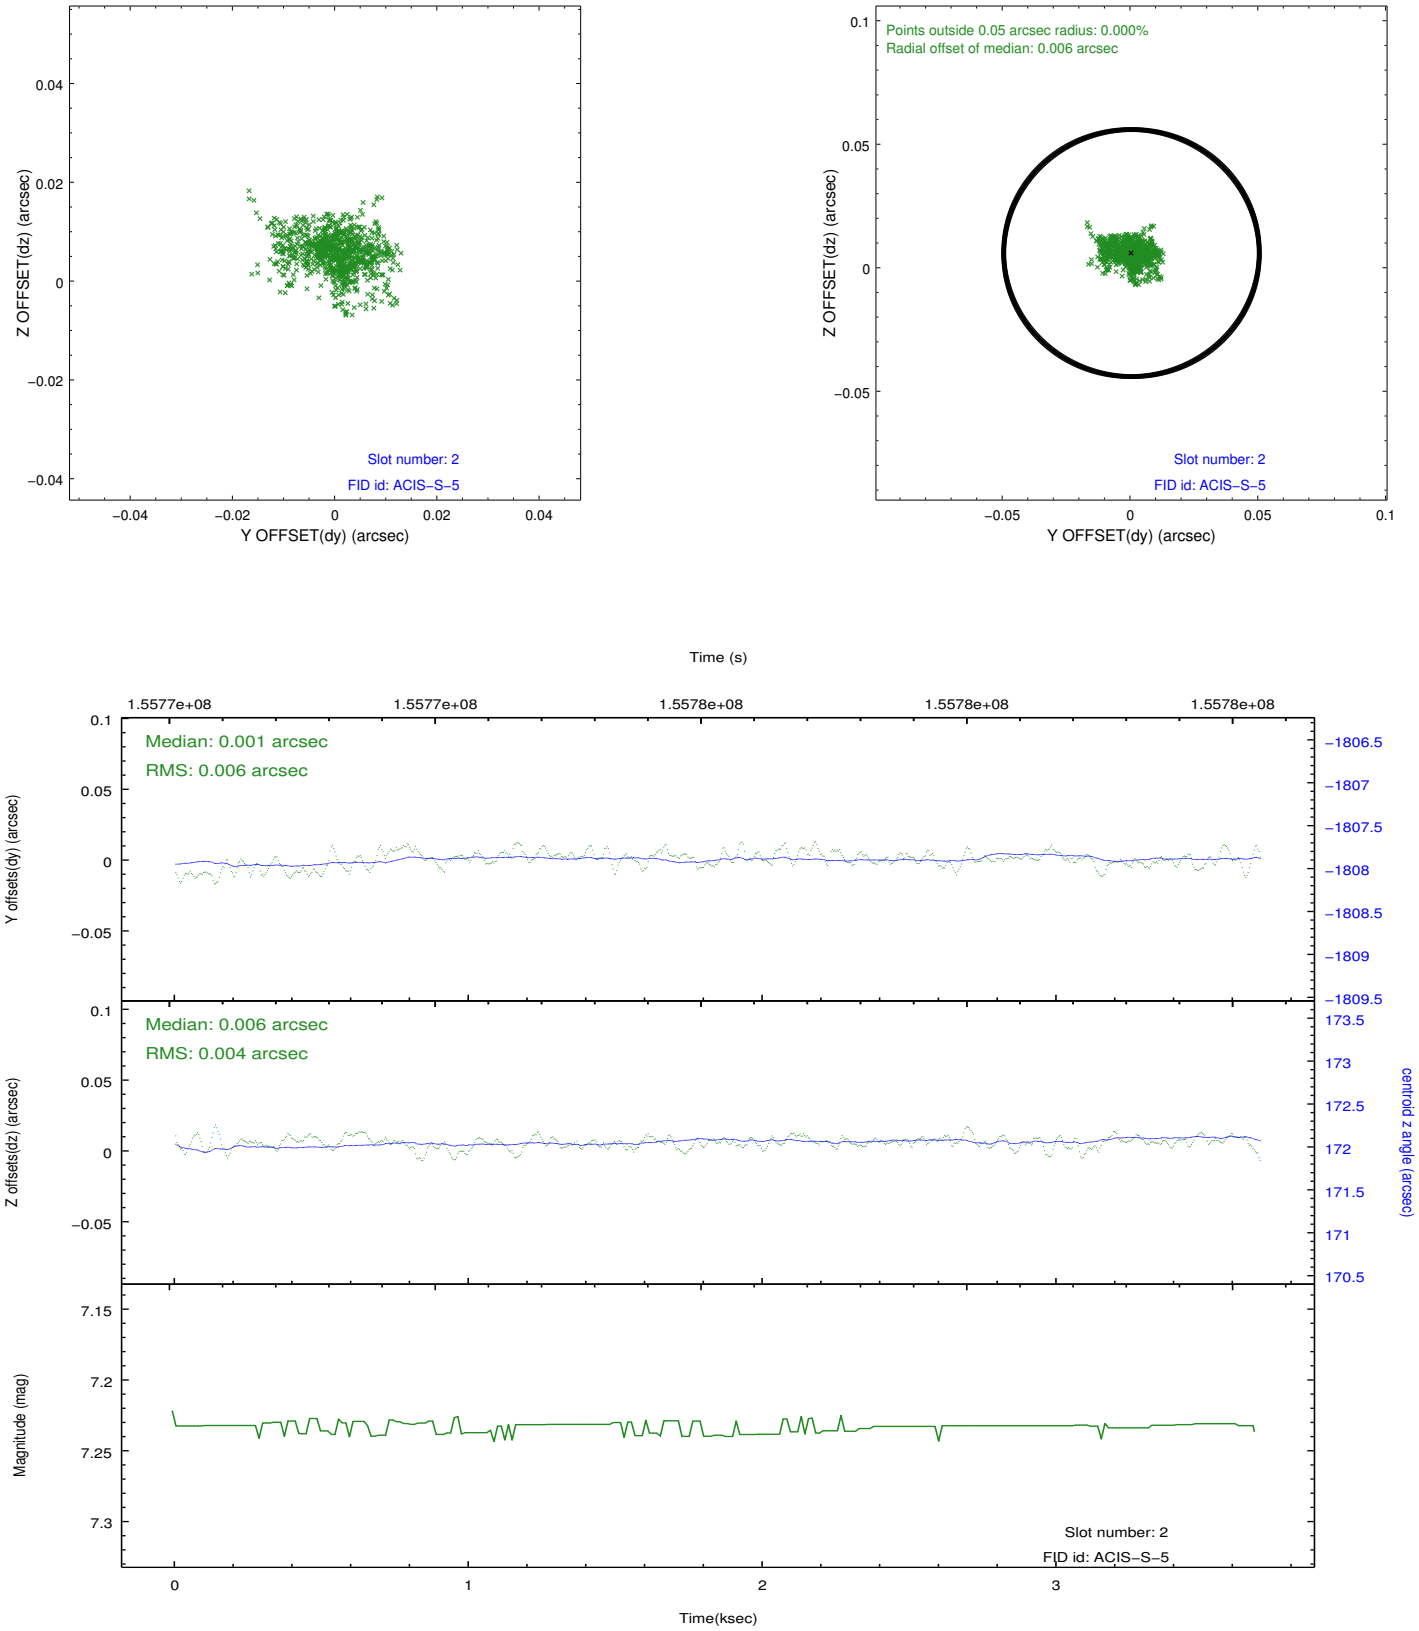 0.04
0.02
0
−0.02
−0.04
Z OFFSET(dz) (arcsec)
−0.04
−0.02
0
0.02
0.04
Y OFFSET(dy) (arcsec)
Slot number: 2
FID id: ACIS−S−5
Points outside 0.05 arcsec radius: 0.000%
Radial offset of median: 0.006 arcsec
0.1
0.05
0
−0.05
Z OFFSET(dz) (arcsec)
−0.05
0
0.05
0.1
Y OFFSET(dy) (arcsec)
Slot number: 2
FID id: ACIS−S−5
Time (s)
1.5577e+08
1.5577e+08
1.5578e+08
1.5578e+08
1.5578e+08
Median: 0.001 arcsec
RMS: 0.006 arcsec
0.1
0.05
0
−0.05
Y offsets(dy) (arcsec)
−1806.5
−1807
−1807.5
−1808
−1808.5
−1809
−1809.5
Median: 0.006 arcsec
RMS: 0.004 arcsec
0.1
0.05
0
−0.05
Z offsets(dz) (arcsec)
173.5
173
172.5
172
171.5
171
170.5
centroid z angle (arcsec)
7.15
7.2
7.25
7.3
Magnitude (mag)
Slot number: 2
FID id: ACIS−S−5
0
1
2
3
Time(ksec)